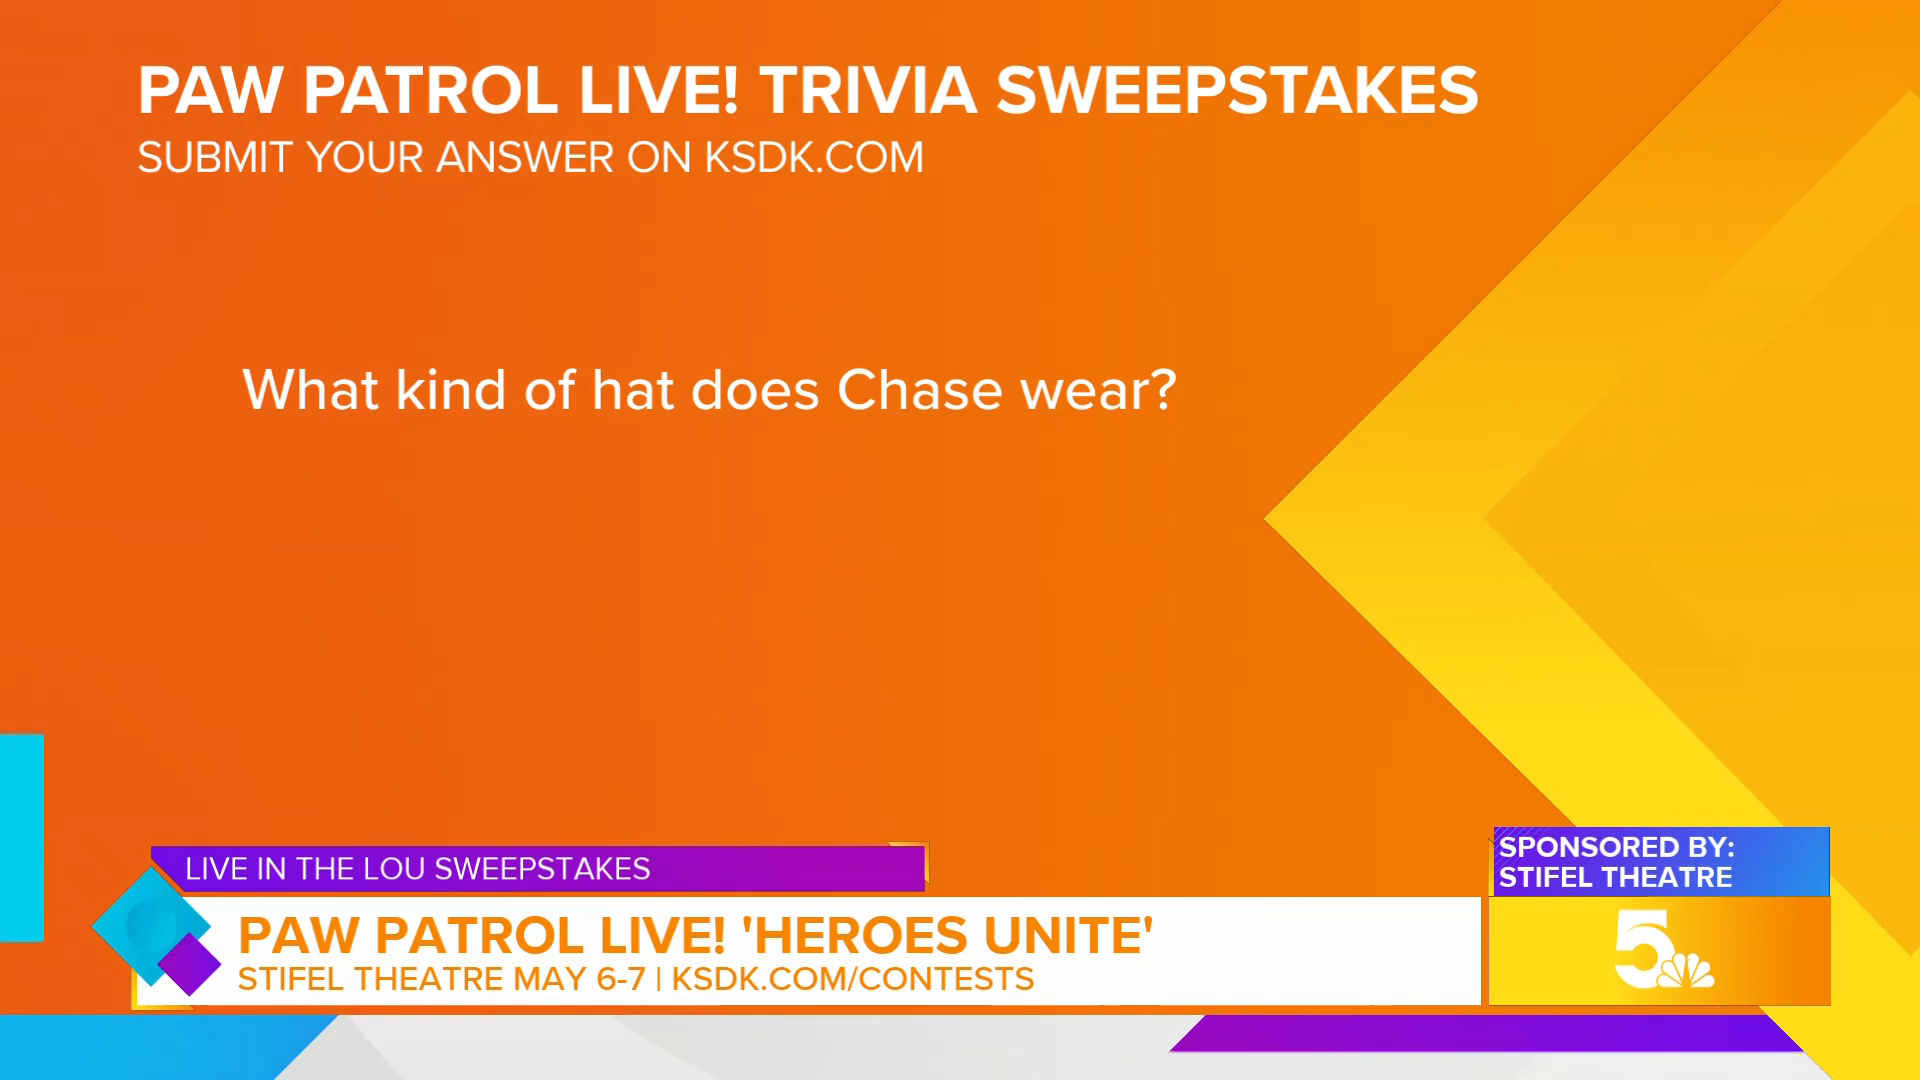 PAW PATROL LIVE! TRIVIA SWEEPSTAKES
SUBMIT YOUR ANSWER ON KSDK.COM
What kind of hat does Chase wear?
LIVE IN THE LOU SWEEPSTAKES
PAW PATROL LIVE! 'HEROES UNITE'
STIFEL THEATRE MAY 6-7 | KSDK.COM/CONTESTS
SPONSORED BY:
STIFEL THEATRE
5